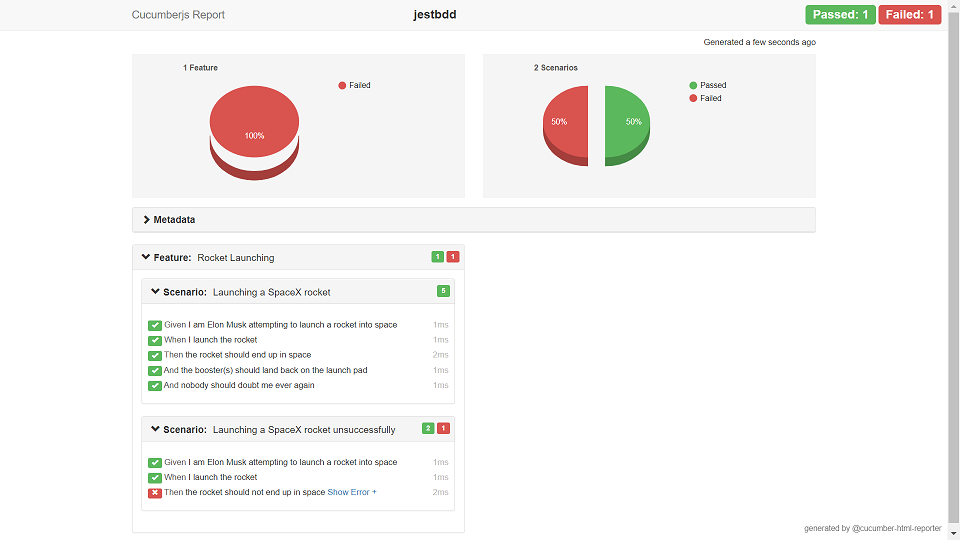 Cucumberjs Report
jestbdd
Passed: 1 Failed: 1
Generated a few seconds ago
1 Feature
Failed
100%
2 Scenarios
Passed
Failed
50%
50%
Metadata
Feature: Rocket Launching 1 1
Scenario: Launching a SpaceX rocket 5
Given I am Elon Musk attempting to launch a rocket into space 1ms
When I launch the rocket 1ms
Then the rocket should end up in space 2ms
And the booster(s) should land back on the launch pad 1ms
And nobody should doubt me ever again 1ms
Scenario: Launching a SpaceX rocket unsuccessfully 2 1
Given I am Elon Musk attempting to launch a rocket into space 1ms
When I launch the rocket 1ms
Then the rocket should not end up in space Show Error + 2ms
generated by @cucumber-html-reporter